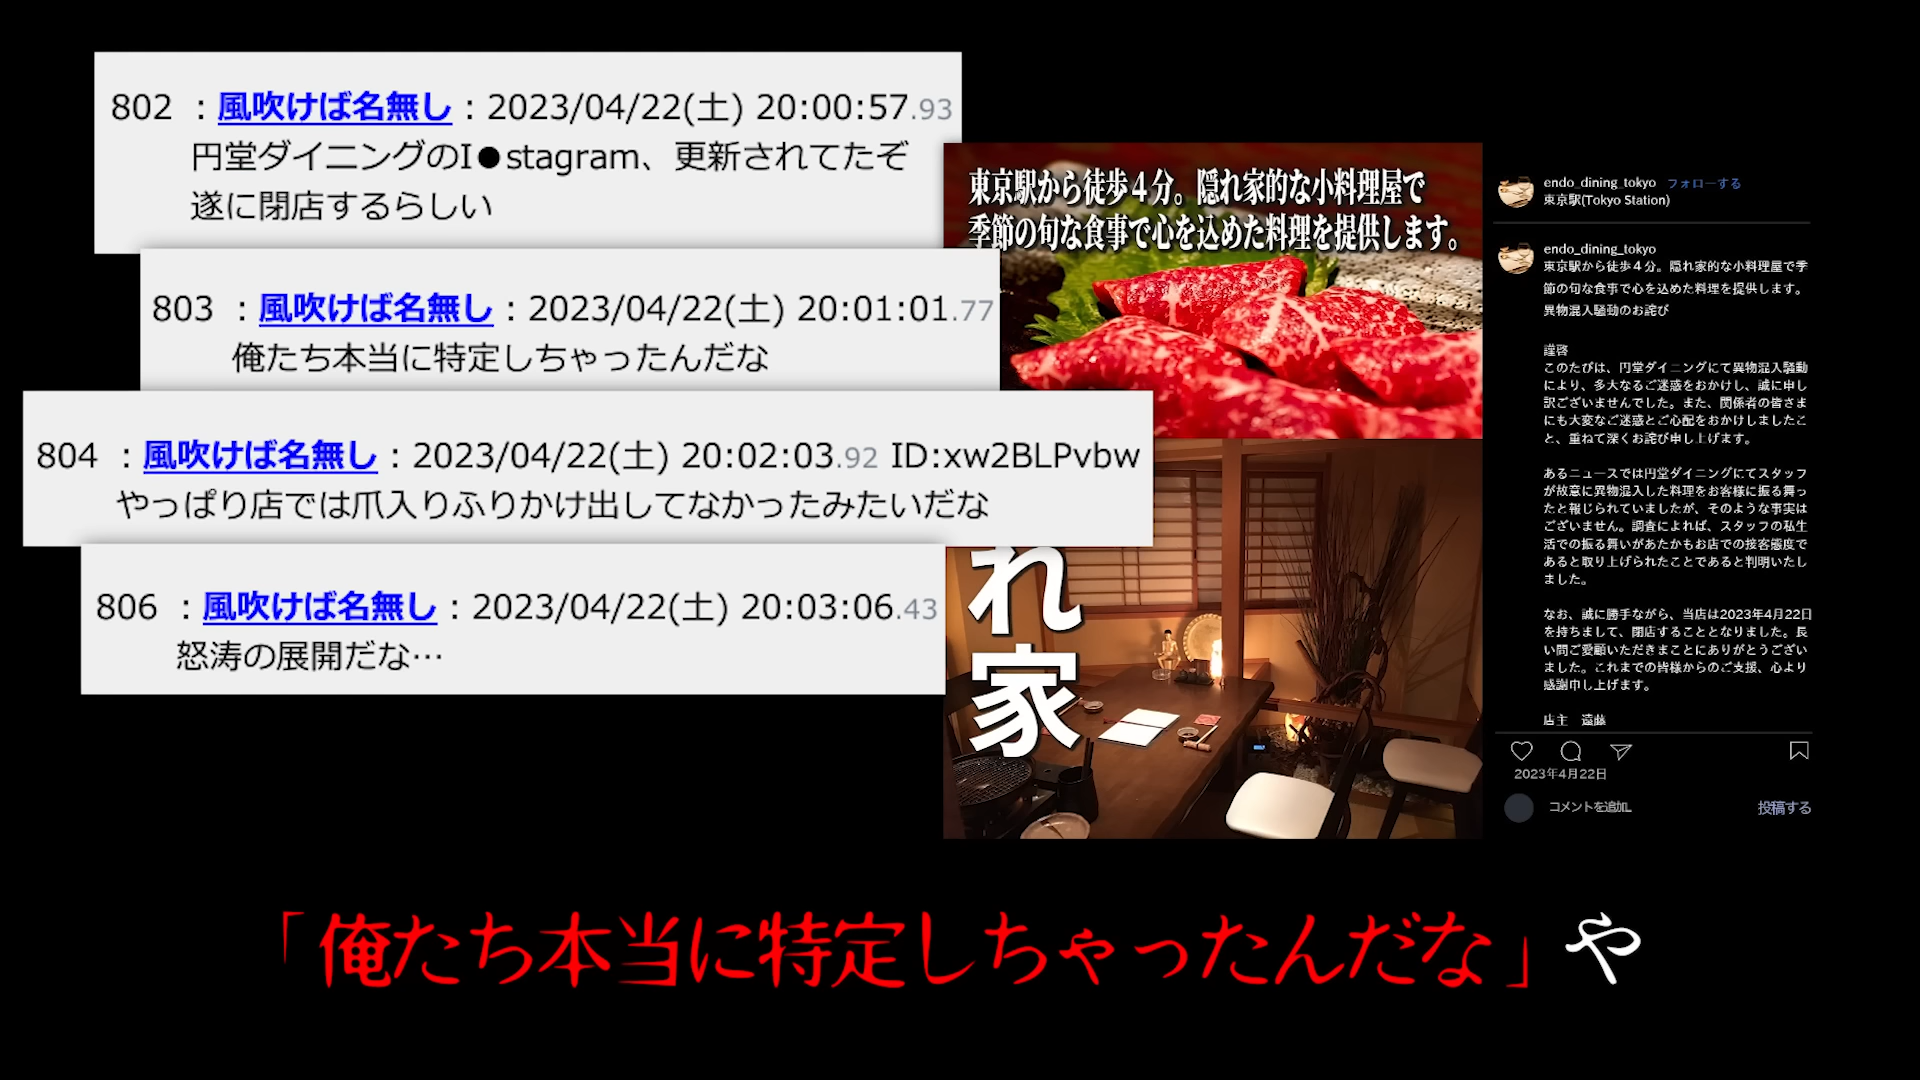 802 ：風吹けば名無し：2023/04/22(土) 20:00:57.93
円堂ダイニングのI●stagram、更新されてたぞ
遂に閉店するらしい
803 ：風吹けば名無し：2023/04/22(土) 20:01:01.77
俺たち本当に特定しちゃったんだな
804 ：風吹けば名無し：2023/04/22(土) 20:02:03.92 ID:xw2BLPvbw
やっぱり店では爪入りふりかけ出してなかったみたいだな
806 ：風吹けば名無し：2023/04/22(土) 20:03:06.43
怒涛の展開だな…
東京駅から徒歩４分。隠れ家的な小料理屋で
季節の旬な食事で心を込めた料理を提供します。
れ家
endo_dining_tokyo フォローする
東京駅(Tokyo Station)
endo_dining_tokyo
東京駅から徒歩４分。隠れ家的な小料理屋で季
節の旬な食事で心を込めた料理を提供します。
異物混入騒動のお詫び
謹啓
このたびは、円堂ダイニングにて異物混入騒動
により、多大なるご迷惑をおかけし、誠に申し
訳ございませんでした。また、関係者の皆さま
にも大変なご迷惑とご心配をおかけしましたこ
と、重ねて深くお詫び申し上げます。
あるニュースでは円堂ダイニングにてスタッフ
が故意に異物混入した料理をお客様に振る舞っ
たと報じられていましたが、そのような事実は
ございません。調査によれば、スタッフの私生
活での振る舞いがあたかもお店での接客態度で
あると取り上げられたことであると判明いたし
ました。
なお、誠に勝手ながら、当店は2023年4月22日
を持ちまして、閉店することとなりました。長
い間ご愛顧いただきまことにありがとうござい
ました。これまでの皆様からのご支援、心より
感謝申し上げます。
店主　遠藤
2023年4月22日
コメントを追加...
投稿する
「俺たち本当に特定しちゃったんだな」や